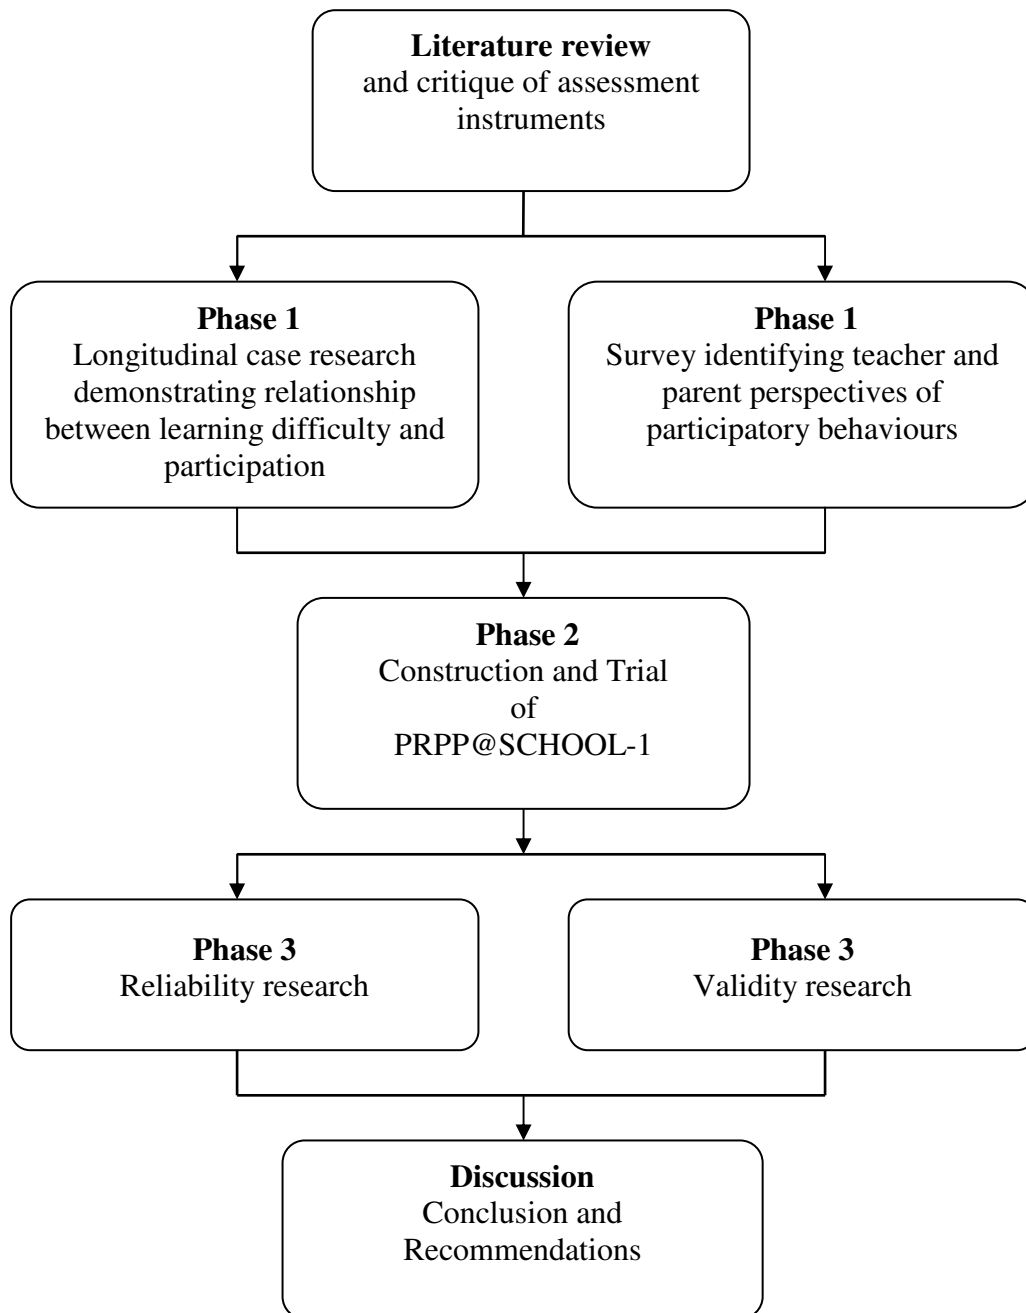 Literature review
and critique of assessment
instruments
Phase 1
Longitudinal case research
demonstrating relationship
between learning difficulty and
participation
Phase 1
Survey identifying teacher and
parent perspectives of
participatory behaviours
Phase 2
Construction and Trial
of
PRPP@SCHOOL-1
Phase 3
Reliability research
Phase 3
Validity research
Discussion
Conclusion and
Recommendations